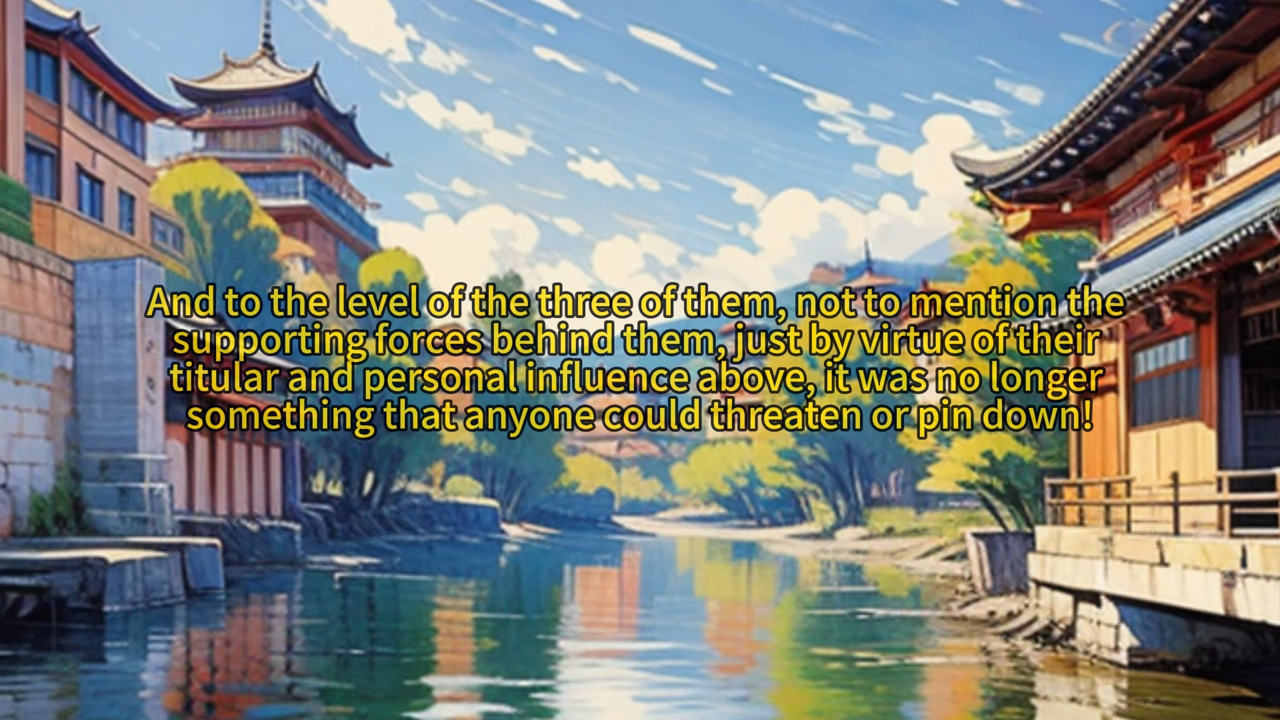 And to the level of the three of them, not to mention the
supporting forces behind them, just by virtue of their
titular and personal influence above, it was no longer
something that anyone could threaten or pin down!